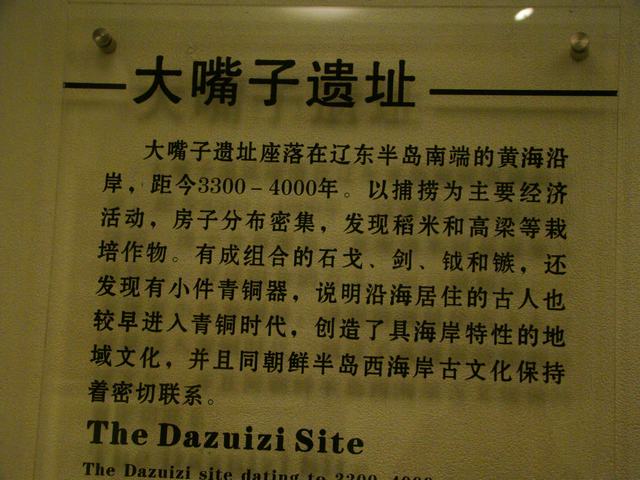 大嘴子遗址
大嘴子遗址座落在辽东半岛南端的黄海沿
岸，距今3300－4000年。以捕捞为主要经济
活动，房子分布密集，发现稻米和高梁等栽
培作物。有成组合的石戈、剑、钺和镞，还
发现有小件青铜器，说明沿海居住的古人也
较早进入青铜时代，创造了具海岸特性的地
域文化，并且同朝鲜半岛西海岸古文化保持
着密切联系。
The Dazuizi Site
The Dazuizi site dating to 3300-4000